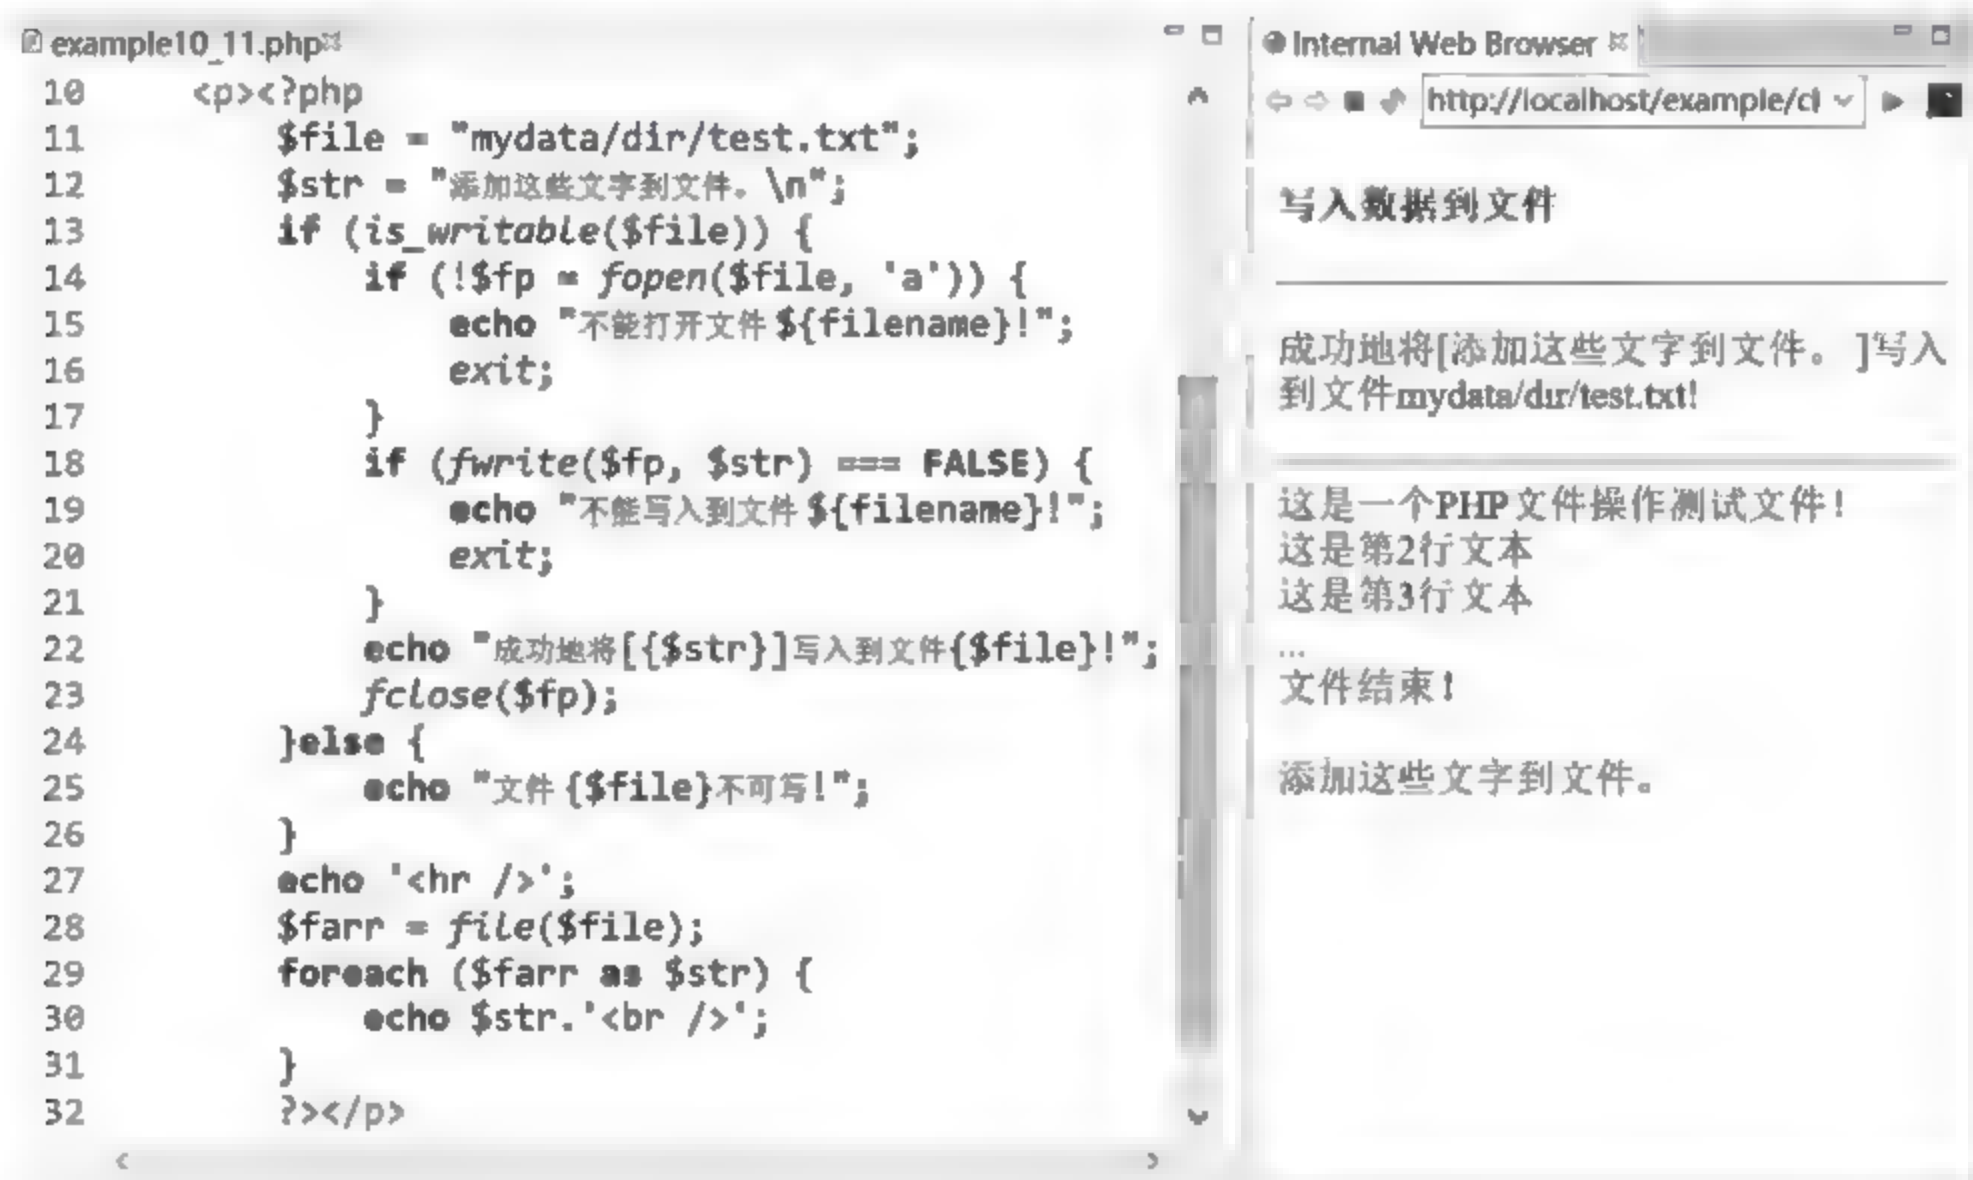 example10_11.php
10 <p><?php
11 $file = "mydata/dir/test.txt";
12 $str = "添加这些文字到文件。\n";
13 if (is_writable($file)) {
14 if (!$fp = fopen($file, 'a')) {
15 echo "不能打开文件 ${filename}!";
16 exit;
17 }
18 if (fwrite($fp, $str) === FALSE) {
19 echo "不能写入到文件 ${filename}!";
20 exit;
21 }
22 echo "成功地将[{$str}]写入到文件{$file}!";
23 fclose($fp);
24 }else {
25 echo "文件 {$file}不可写!";
26 }
27 echo '<hr />';
28 $farr = file($file);
29 foreach ($farr as $str) {
30 echo $str.'<br />';
31 }
32 ?></p>
Internal Web Browser
http://localhost/example/cl
写入数据到文件
成功地将[添加这些文字到文件。 ]写入
到文件mydata/dir/test.txt!
这是一个PHP文件操作测试文件!
这是第2行文本
这是第3行文本
...
文件结束!
添加这些文字到文件。